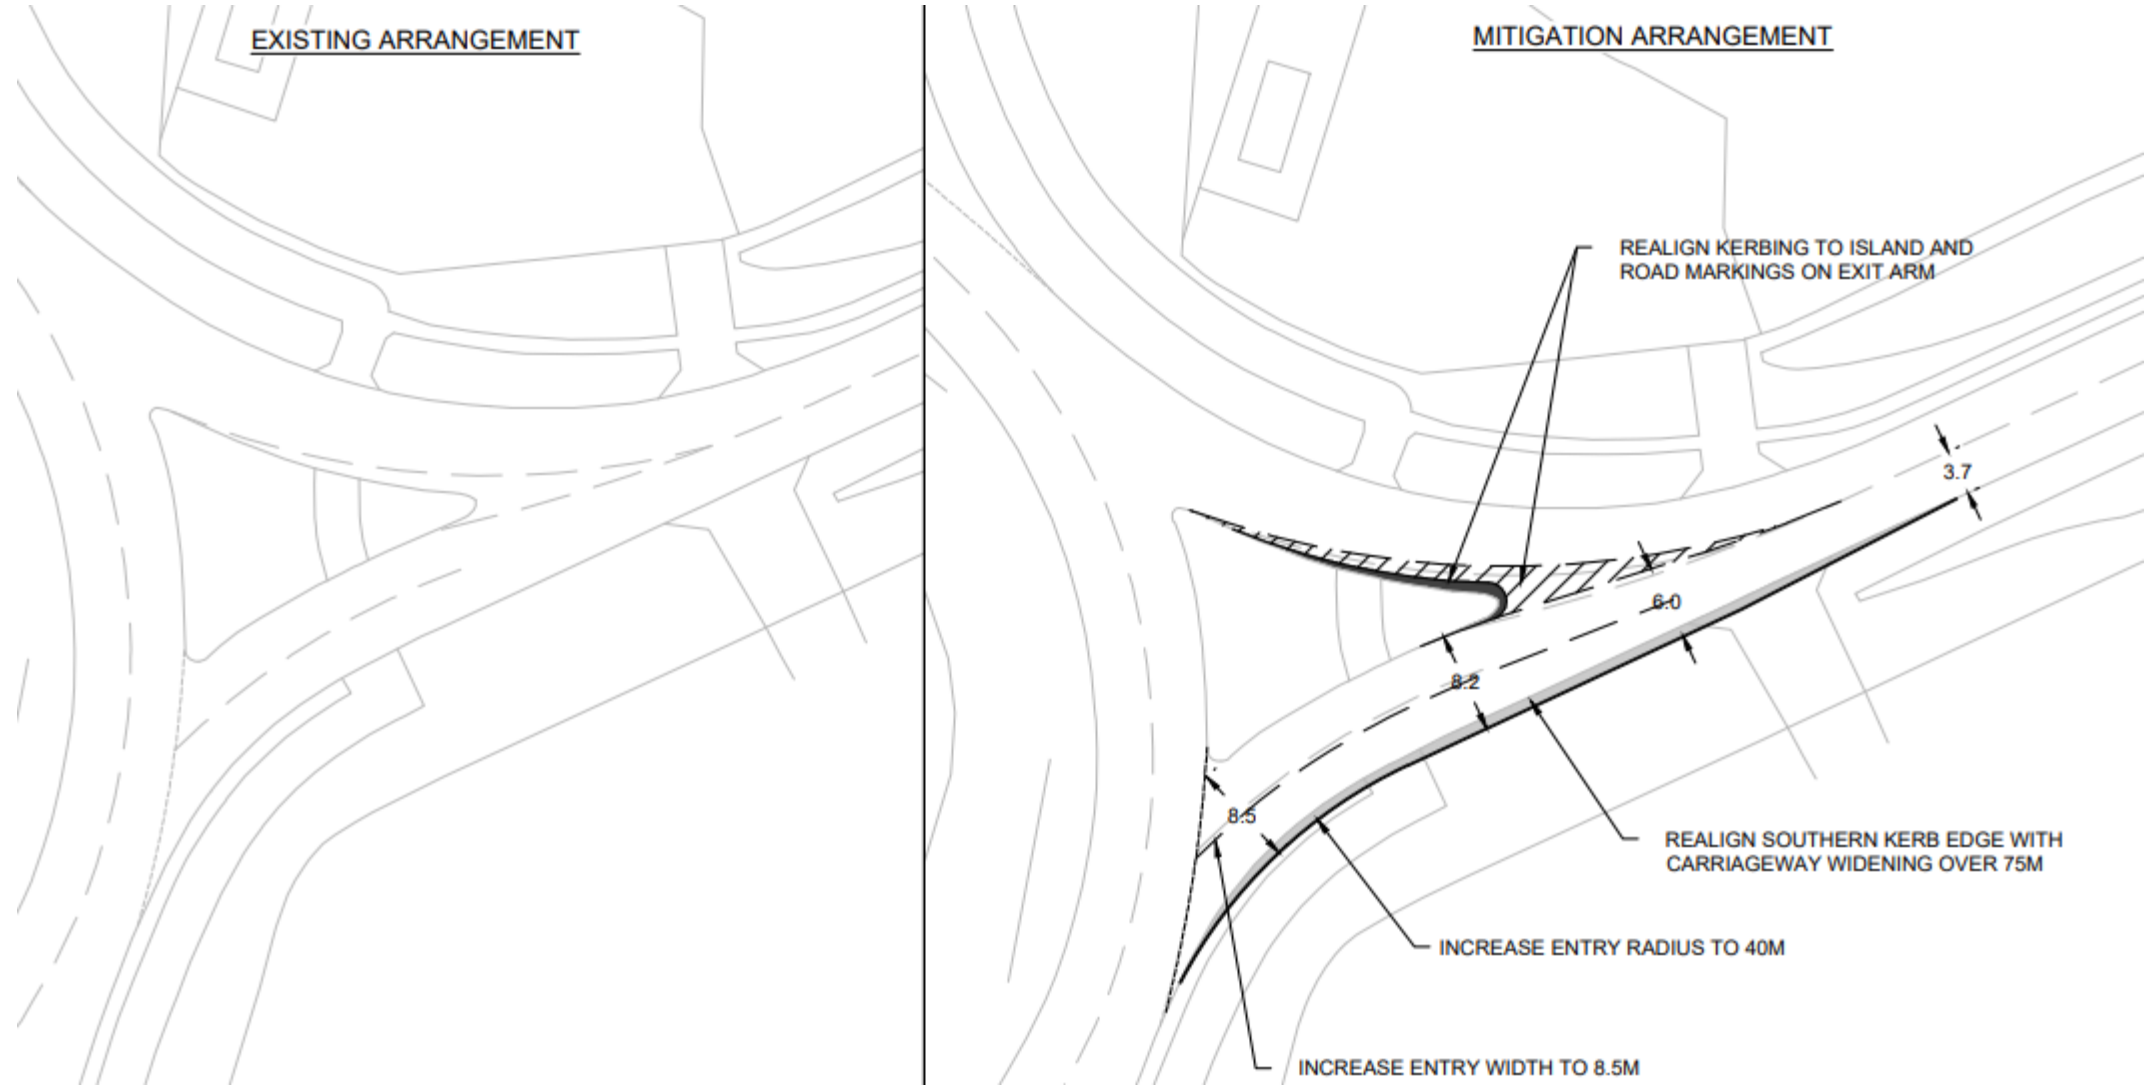 EXISTING ARRANGEMENT
MITIGATION ARRANGEMENT
REALIGN KERBING TO ISLAND AND
ROAD MARKINGS ON EXIT ARM
3.7
6.0
8.2
8.5
REALIGN SOUTHERN KERB EDGE WITH
CARRIAGEWAY WIDENING OVER 75M
INCREASE ENTRY RADIUS TO 40M
INCREASE ENTRY WIDTH TO 8.5M